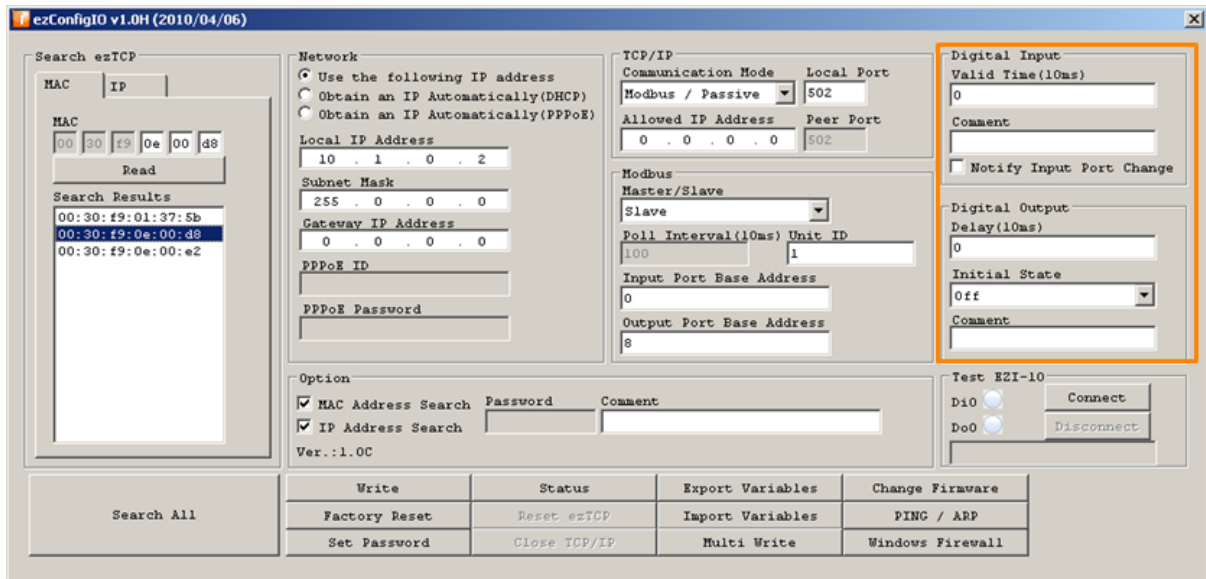 ezConfigIO v1.0H (2010/04/06)
Search ezTCP
MAC
IP
MAC
00 30 f9 0e 00 d8
Read
Search Results
00:30:f9:01:37:5b
00:30:f9:0e:00:d8
00:30:f9:0e:00:e2
Network
Use the following IP address
Obtain an IP Automatically(DHCP)
Obtain an IP Automatically(PPPoE)
Local IP Address
10 . 1 . 0 . 2
Subnet Mask
255 . 0 . 0 . 0
Gateway IP Address
0 . 0 . 0 . 0
PPPoE ID
PPPoE Password
TCP/IP
Communication Mode Local Port
Modbus / Passive 502
Allowed IP Address Peer Port
0 . 0 . 0 . 0 502
Modbus
Master/Slave
Slave
Poll Interval(10ms) Unit ID
100 1
Input Port Base Address
0
Output Port Base Address
8
Digital Input
Valid Time(10ms)
0
Comment
Notify Input Port Change
Digital Output
Delay(10ms)
0
Initial State
Off
Comment
Option
MAC Address Search Password Comment
IP Address Search
Ver.:1.0C
Test EZI-10
Di0 Connect
Do0 Disconnect
Search All
Write Status Export Variables Change Firmware
Factory Reset Reset ezTCP Import Variables PING / ARP
Set Password Close TCP/IP Multi Write Windows Firewall